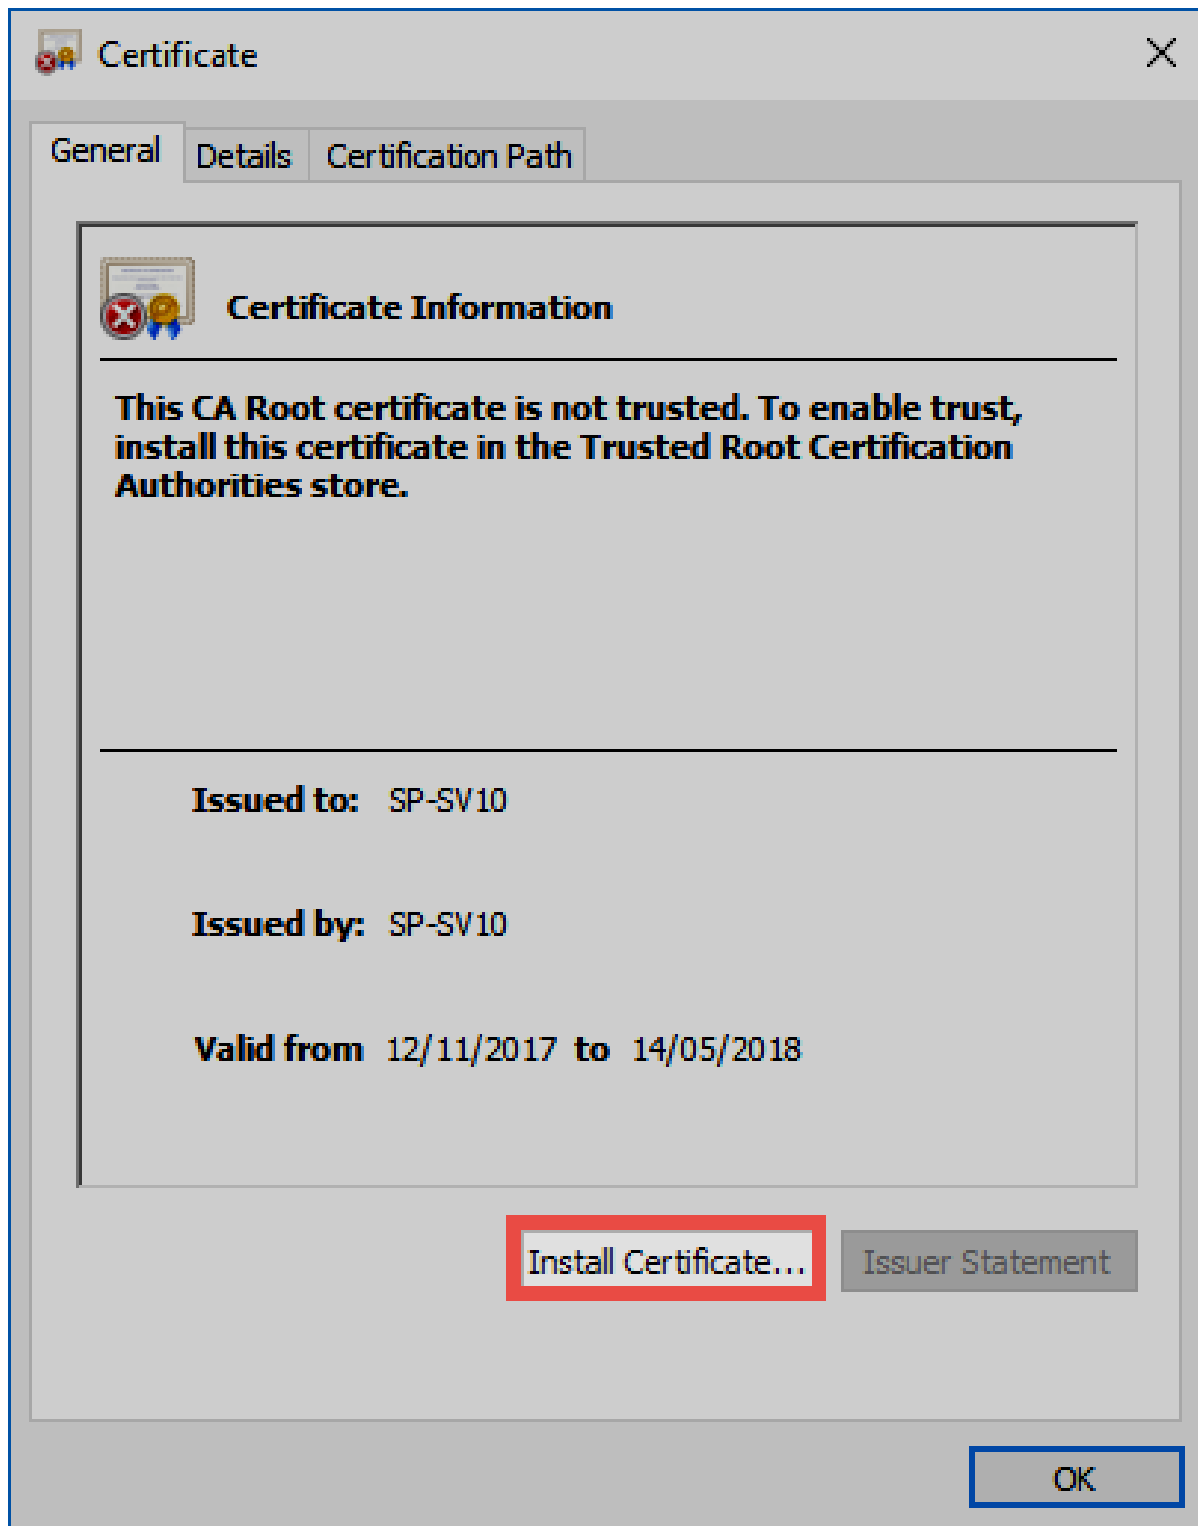 Certificate
General Details Certification Path
Certificate Information
This CA Root certificate is not trusted. To enable trust,
install this certificate in the Trusted Root Certification
Authorities store.
Issued to: SP-SV10
Issued by: SP-SV10
Valid from 12/11/2017 to 14/05/2018
Install Certificate... Issuer Statement
OK